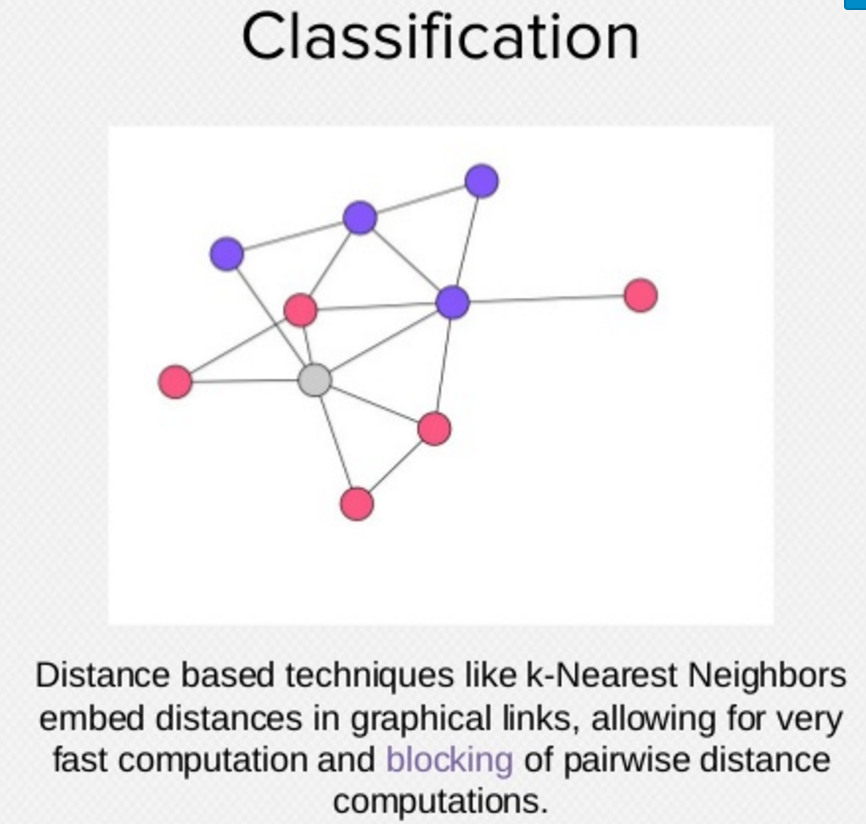 Classification
Distance based techniques like k-Nearest Neighbors
embed distances in graphical links, allowing for very
fast computation and blocking of pairwise distance
computations.